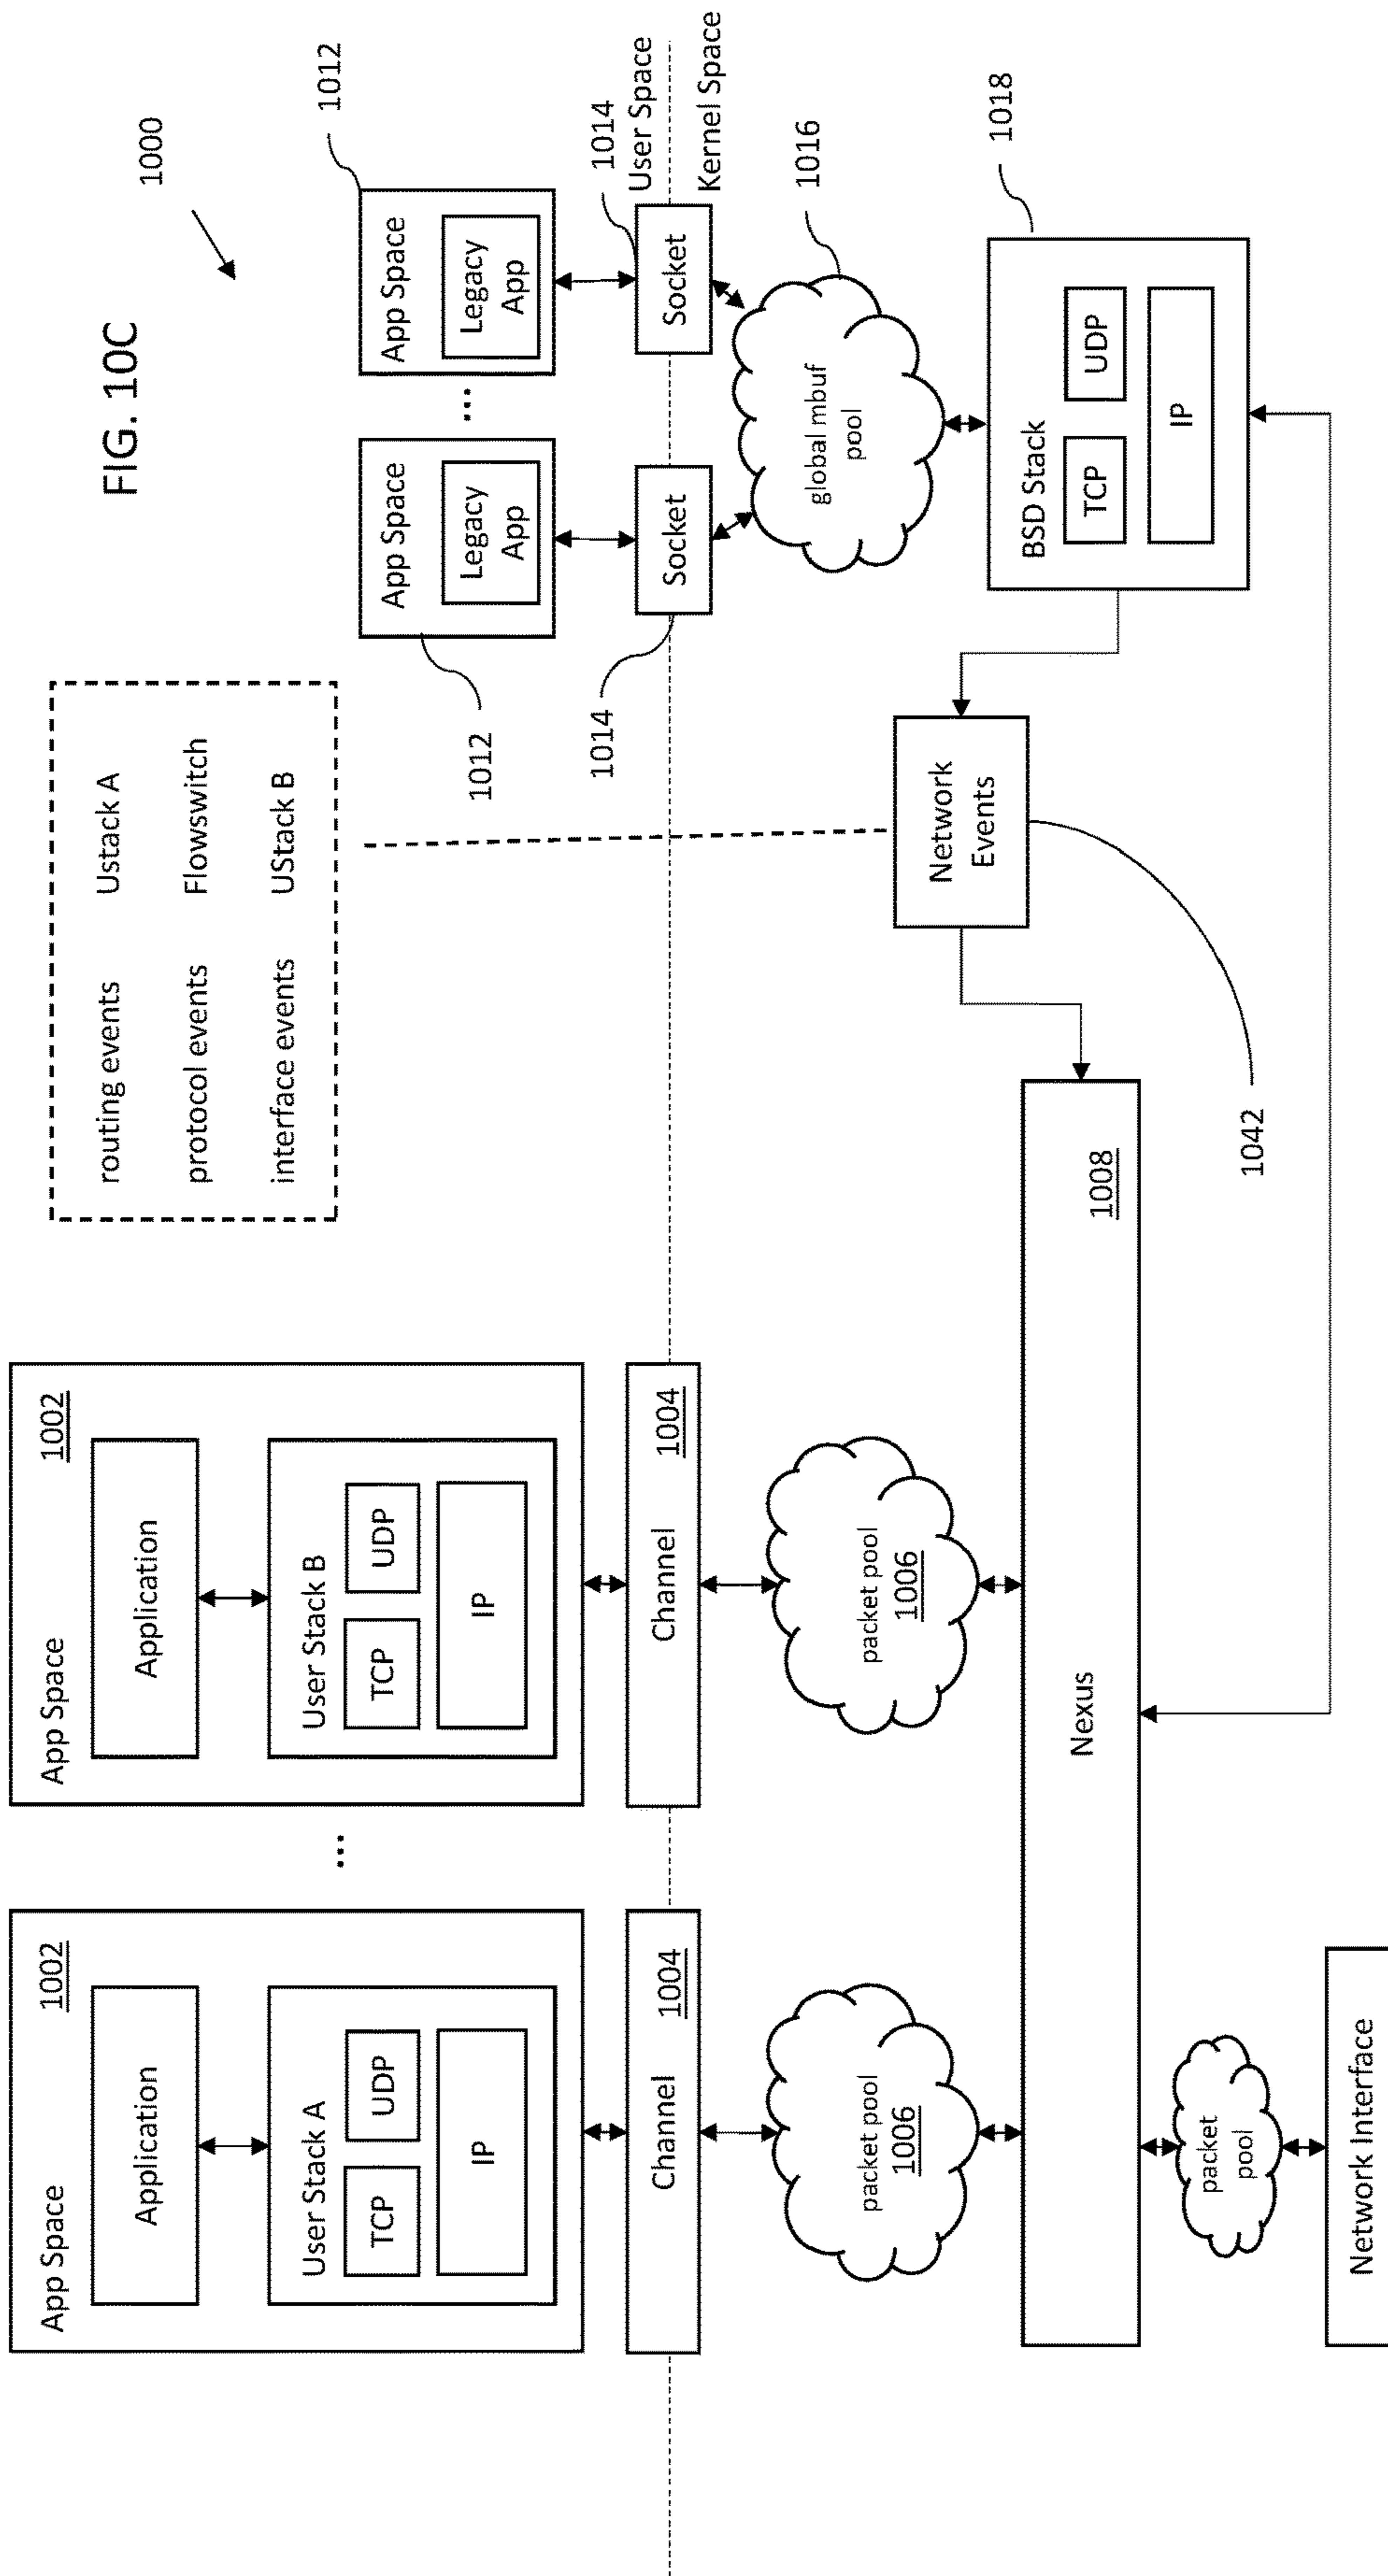 FIG. 10C
1000
routing events
Ustack A
protocol events
Flowswitch
interface events
UStack B
App Space
1002
Application
User Stack A
TCP
UDP
IP
...
App Space
1002
Application
User Stack B
TCP
UDP
IP
1012
App Space
Legacy
App
...
1012
App Space
Legacy
App
Channel
1004
Channel
1004
1014
Socket
1014
Socket
User Space
Kernel Space
packet pool
1006
packet pool
1006
global mbuf
pool
1016
Network
Events
1042
Nexus
1008
BSD Stack
TCP
UDP
IP
1018
packet
pool
Network Interface